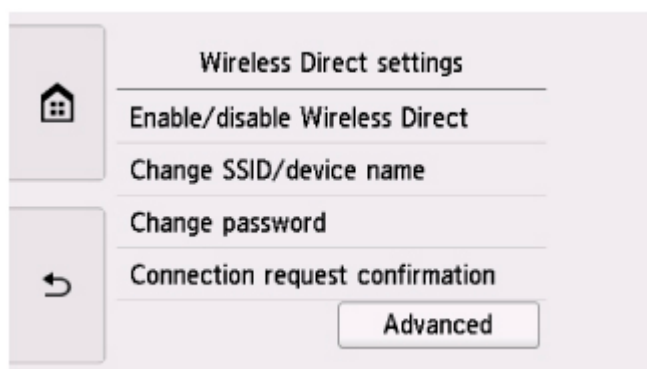 Wireless Direct settings
Enable/disable Wireless Direct
Change SSID/device name
Change password
Connection request confirmation
Advanced